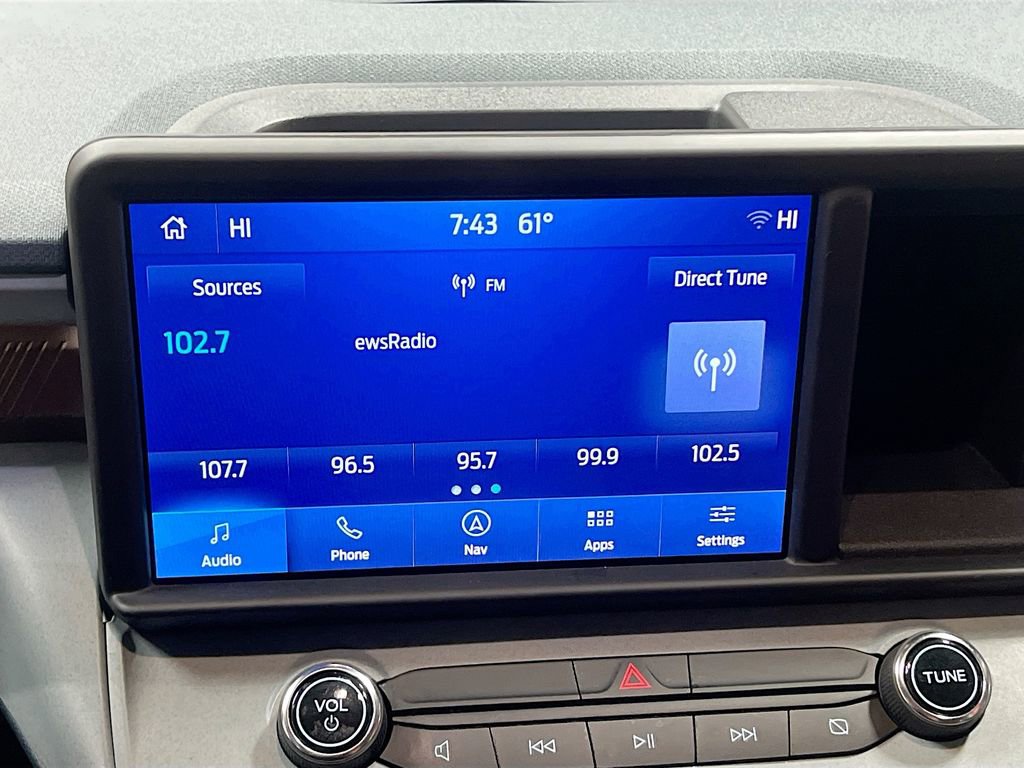 HI 7:43 61° HI
Sources FM Direct Tune
102.7 ewsRadio
107.7 96.5 95.7 99.9 102.5
Audio Phone Nav Apps Settings
VOL TUNE